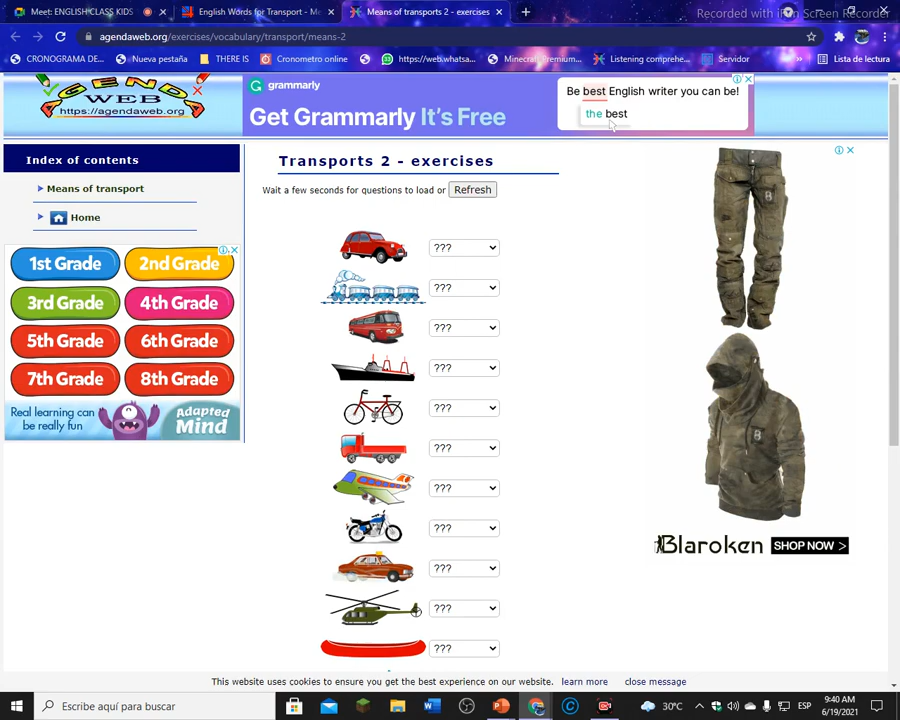 Meet: ENGLISH CLASS KIDS
English Words for Transport - Me
Means of transports 2 - exercises
Recorded with iFun Screen Recorder
agendaweb.org/exercises/vocabulary/transport/means-2
CRONOGRAMA DE...
Nueva pestaña
THERE IS
Cronometro online
https://web.whatsa...
Minecraft_Premium...
Listening comprehe...
Servidor
Lista de lectura
AGENDA
WEB
https://agendaweb.org
grammarly
Get Grammarly It's Free
Be best English writer you can be!
the best
Index of contents
Means of transport
Home
1st Grade
2nd Grade
3rd Grade
4th Grade
5th Grade
6th Grade
7th Grade
8th Grade
Real learning can
be really fun
Adapted
Mind
Transports 2 - exercises
Wait a few seconds for questions to load or Refresh
???
???
???
???
???
???
???
???
???
???
???
Blaroken SHOP NOW >
This website uses cookies to ensure you get the best experience on our website. learn more close message
Escribe aquí para buscar
30°C
ESP
9:40 AM
6/19/2021